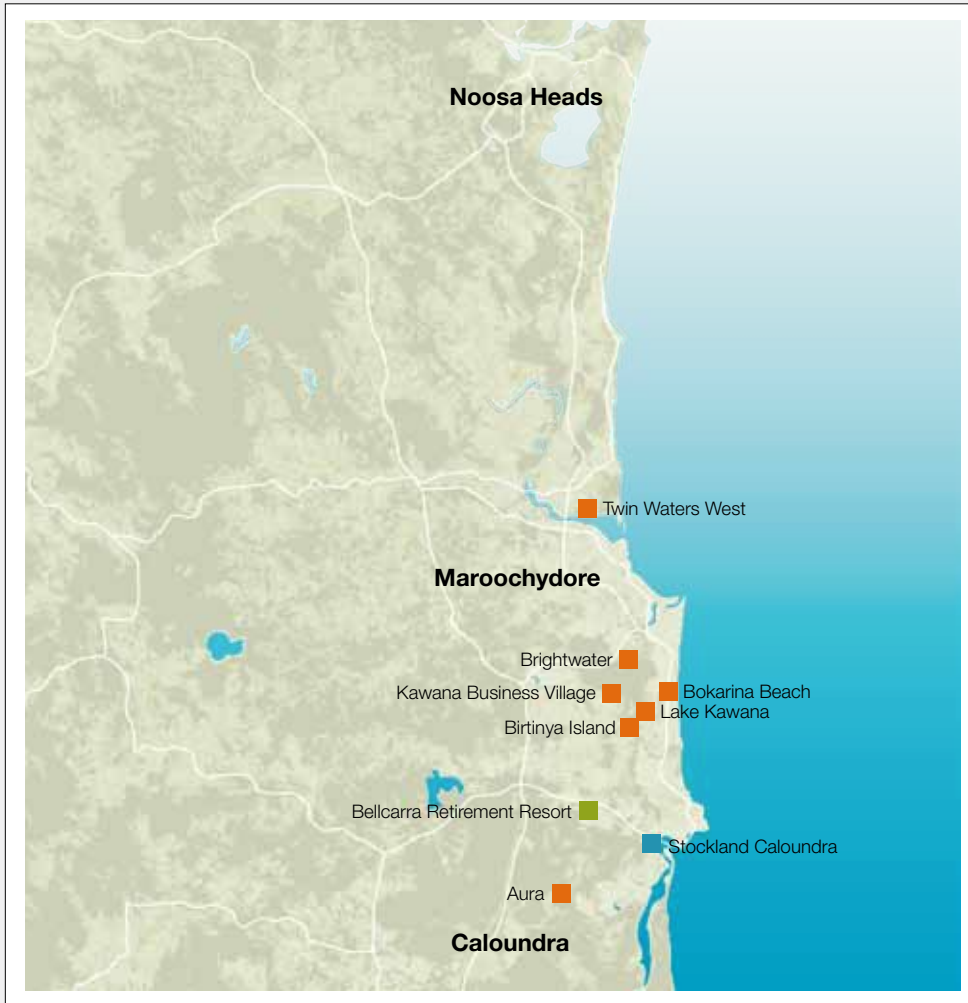 Noosa Heads
Twin Waters West
Maroochydore
Brightwater
Kawana Business Village
Bokarina Beach
Lake Kawana
Birtinya Island
Bellcarra Retirement Resort
Stockland Caloundra
Aura
Caloundra